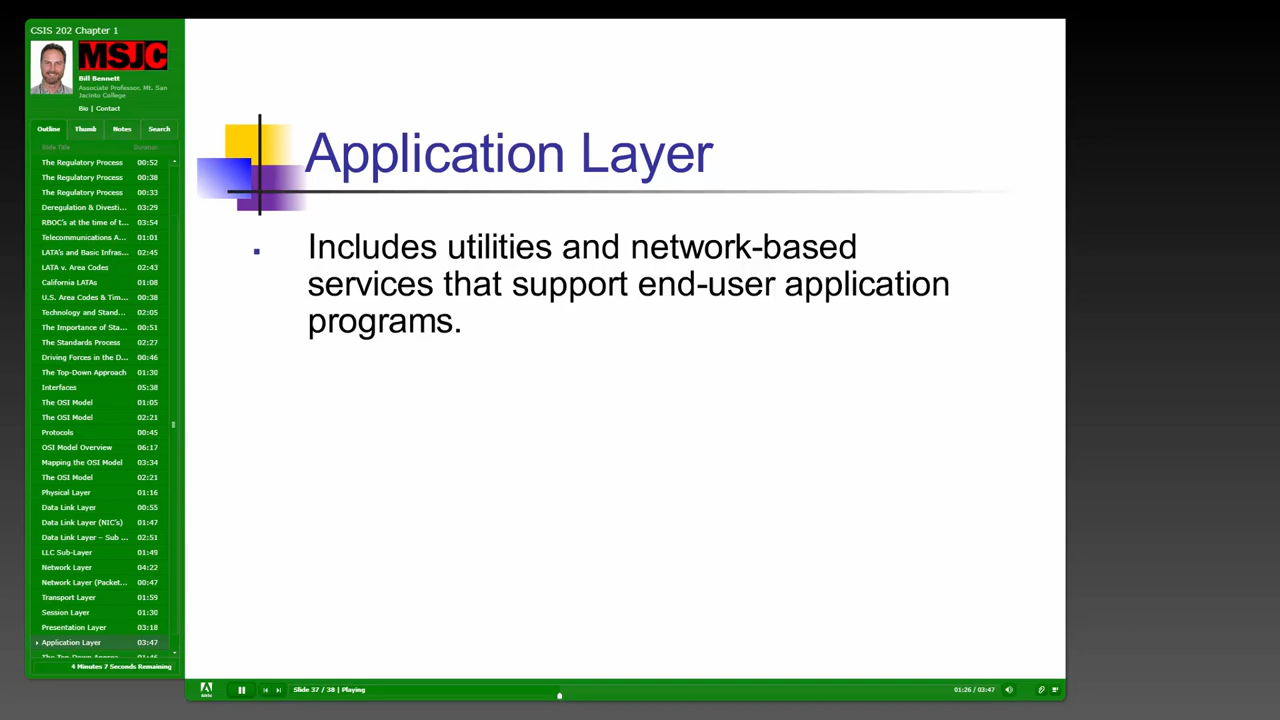 CSIS 202 Chapter 1
MSJC
Bill Bennett
Associate Professor, Mt. San
Jacinto College
Bio | Contact
Outline Thumb Notes Search
Slide Title Duration
The Regulatory Process 00:52
The Regulatory Process 00:38
The Regulatory Process 00:33
Deregulation & Divesti... 03:29
RBOC's at the time of t... 03:54
Telecommunications A... 01:01
LATA's and Basic Infras... 02:45
LATA v. Area Codes 02:43
California LATAs 01:08
U.S. Area Codes & Tim... 00:38
Technology and Stand... 02:05
The Importance of Sta... 00:51
The Standards Process 02:27
Driving Forces in the D... 00:46
The Top-Down Approach 01:30
Interfaces 05:38
The OSI Model 01:05
The OSI Model 02:21
Protocols 00:45
OSI Model Overview 06:17
Mapping the OSI Model 03:34
The OSI Model 02:21
Physical Layer 01:16
Data Link Layer 00:55
Data Link Layer (NIC's) 01:47
Data Link Layer – Sub ... 02:51
LLC Sub-Layer 01:49
Network Layer 04:22
Network Layer (Packet... 00:47
Transport Layer 01:59
Session Layer 01:30
Presentation Layer 03:18
Application Layer 03:47
4 Minutes 7 Seconds Remaining
Application Layer
Includes utilities and network-based
services that support end-user application
programs.
Slide 37 / 38 | Playing
01:26 / 03:47